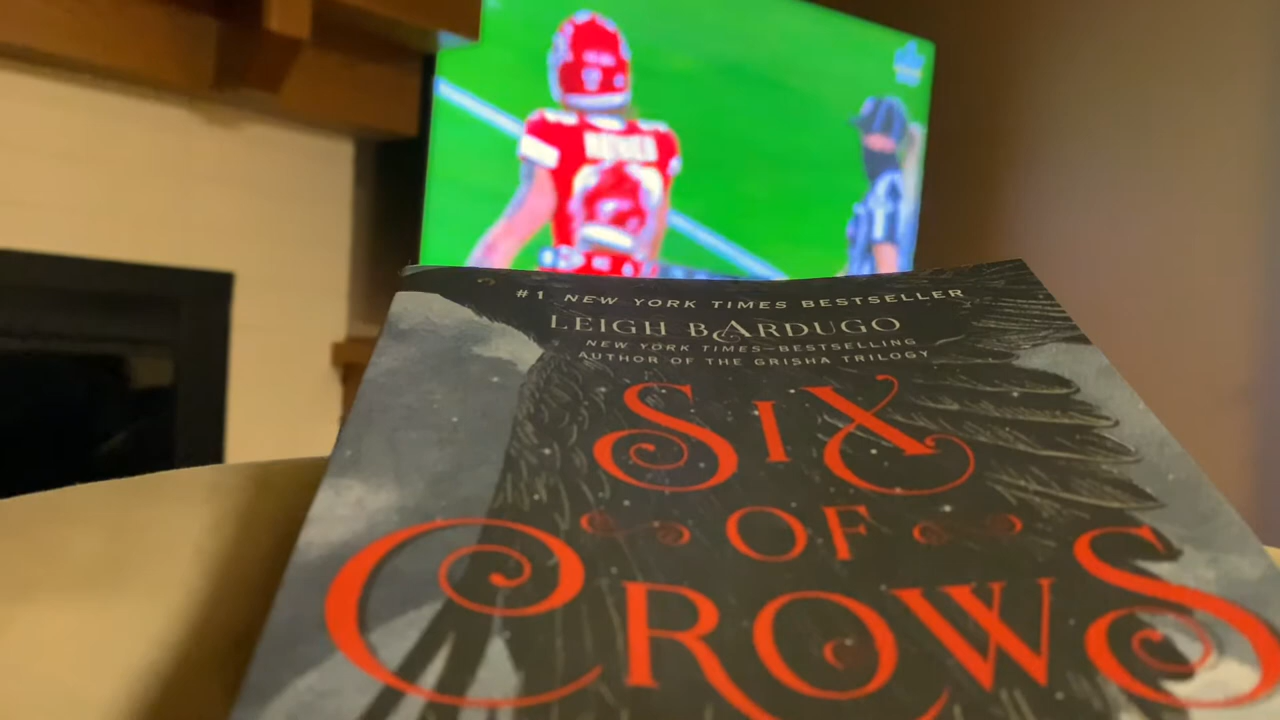 #1 NEW YORK TIMES BESTSELLER
LEIGH BARDUGO
NEW YORK TIMES–BESTSELLING
AUTHOR OF THE GRISHA TRILOGY
SIX
OF
CROWS